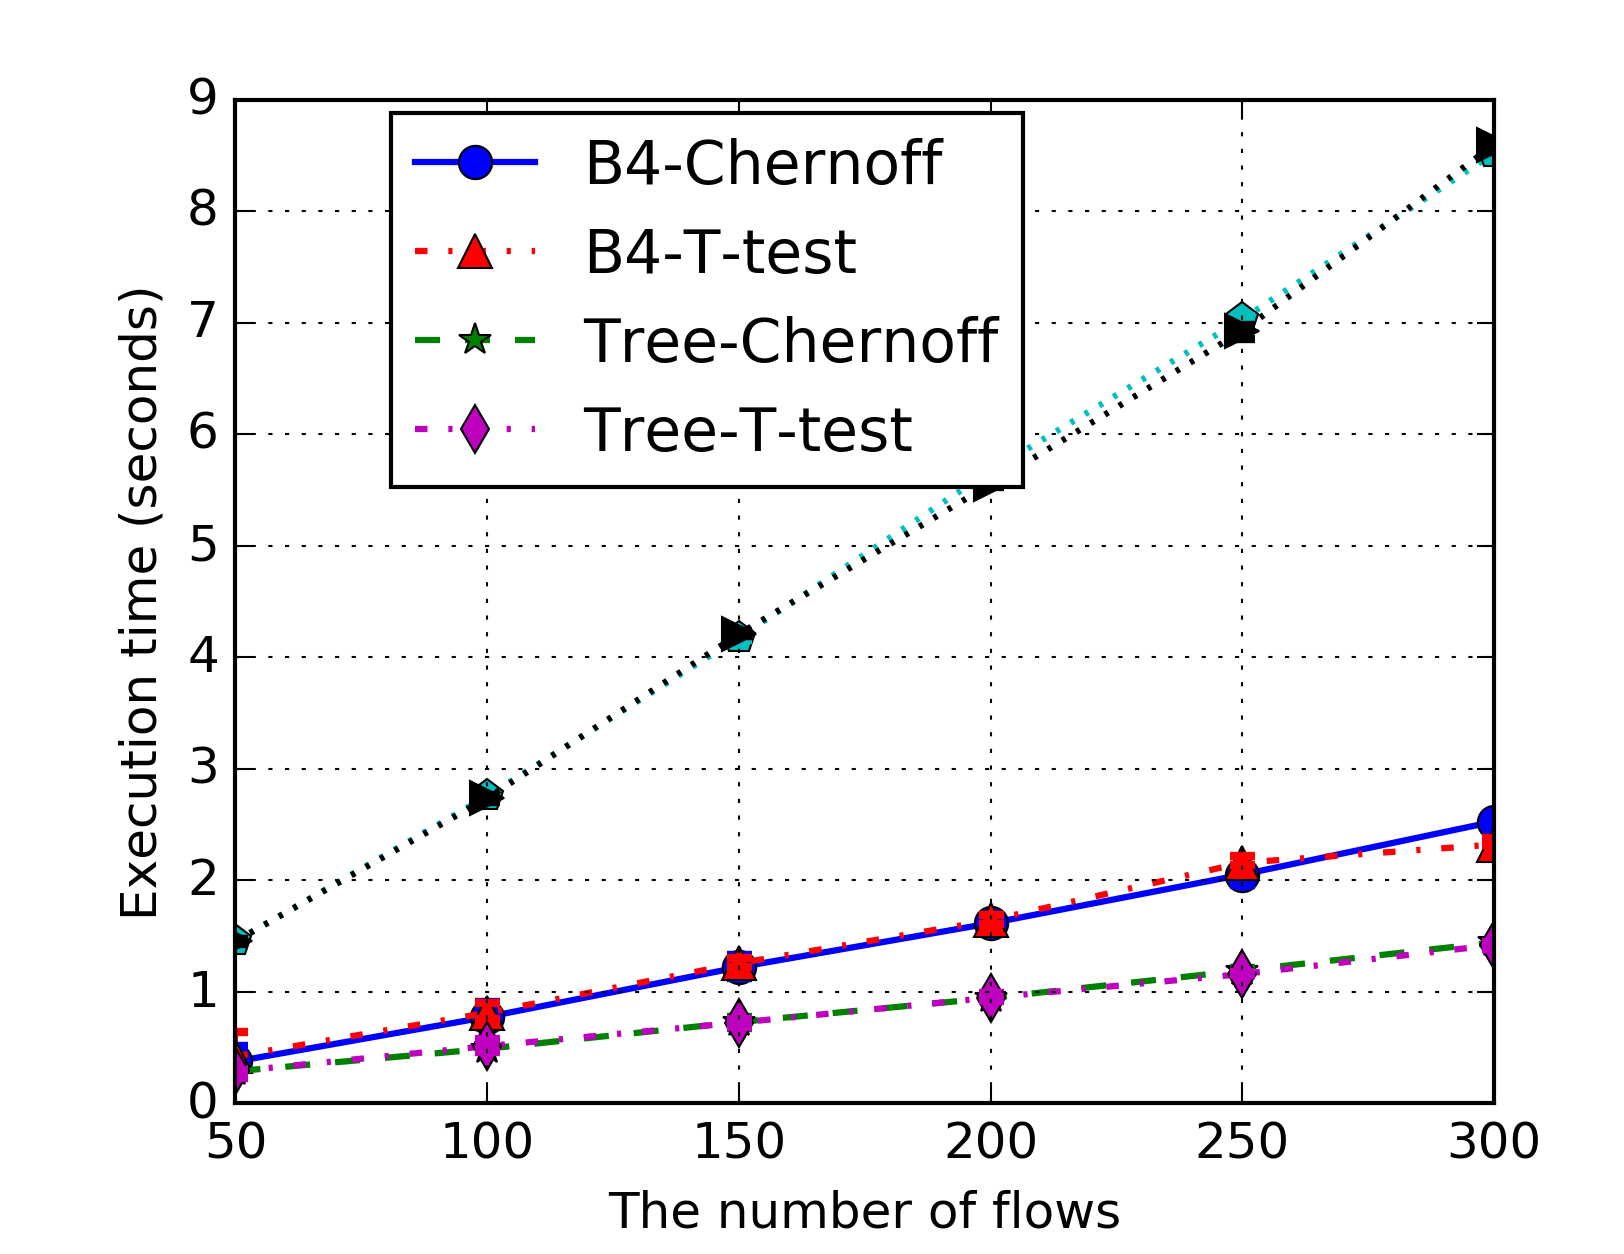 9
8
7
6
5
4
3
2
1
0
Execution time (seconds)
B4-Chernoff
B4-T-test
Tree-Chernoff
Tree-T-test
50 100 150 200 250 300
The number of flows